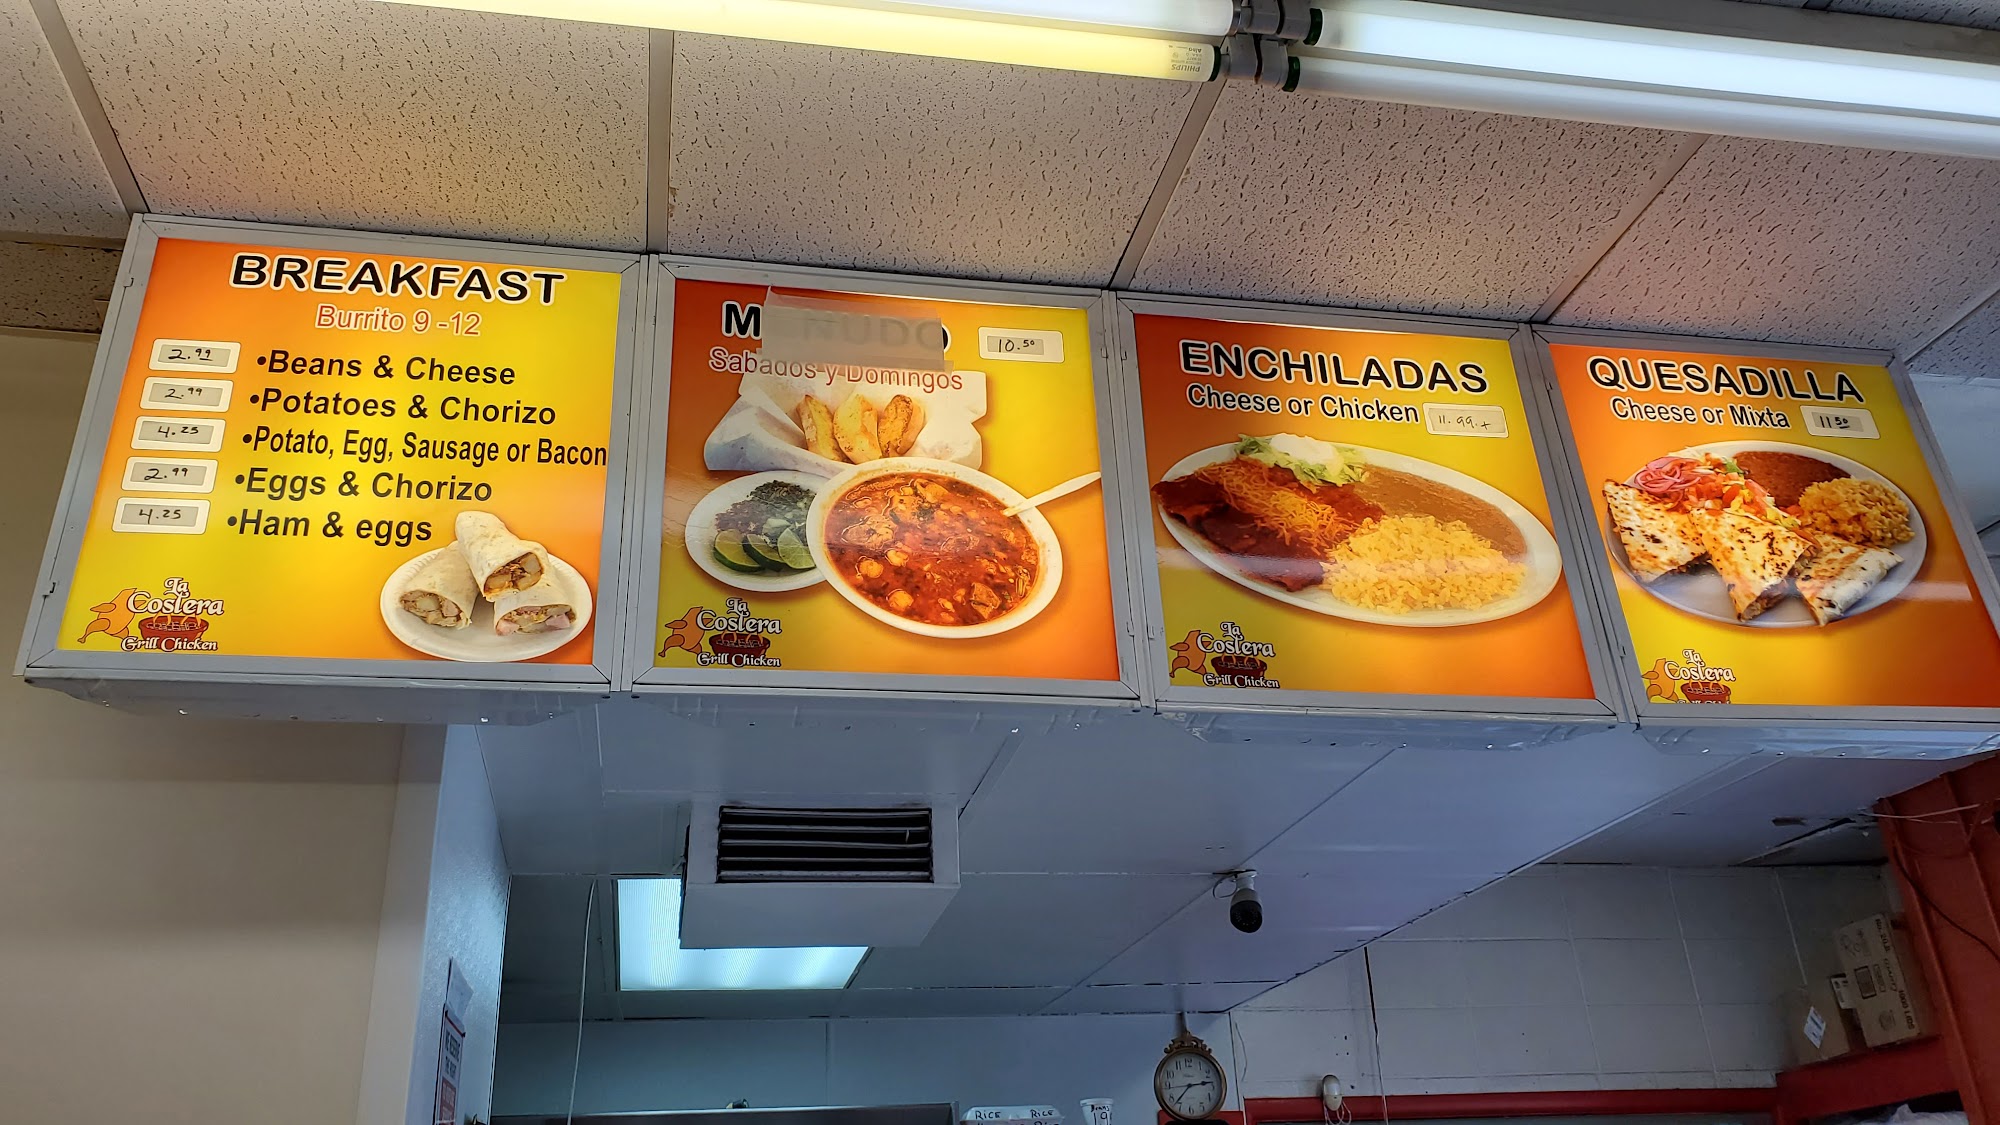 PHILIPS
BREAKFAST
Burrito 9 -12
2.99 •Beans & Cheese
2.99 •Potatoes & Chorizo
4.25 •Potato, Egg, Sausage or Bacon
2.99 •Eggs & Chorizo
4.25 •Ham & eggs
La
Costera
Grill Chicken
MENUDO 10.50
Sabados y Domingos
La
Costera
Grill Chicken
ENCHILADAS
Cheese or Chicken 11.99.+
La
Costera
Grill Chicken
QUESADILLA
Cheese or Mixta 11 50
La
Costera
RICE RICE